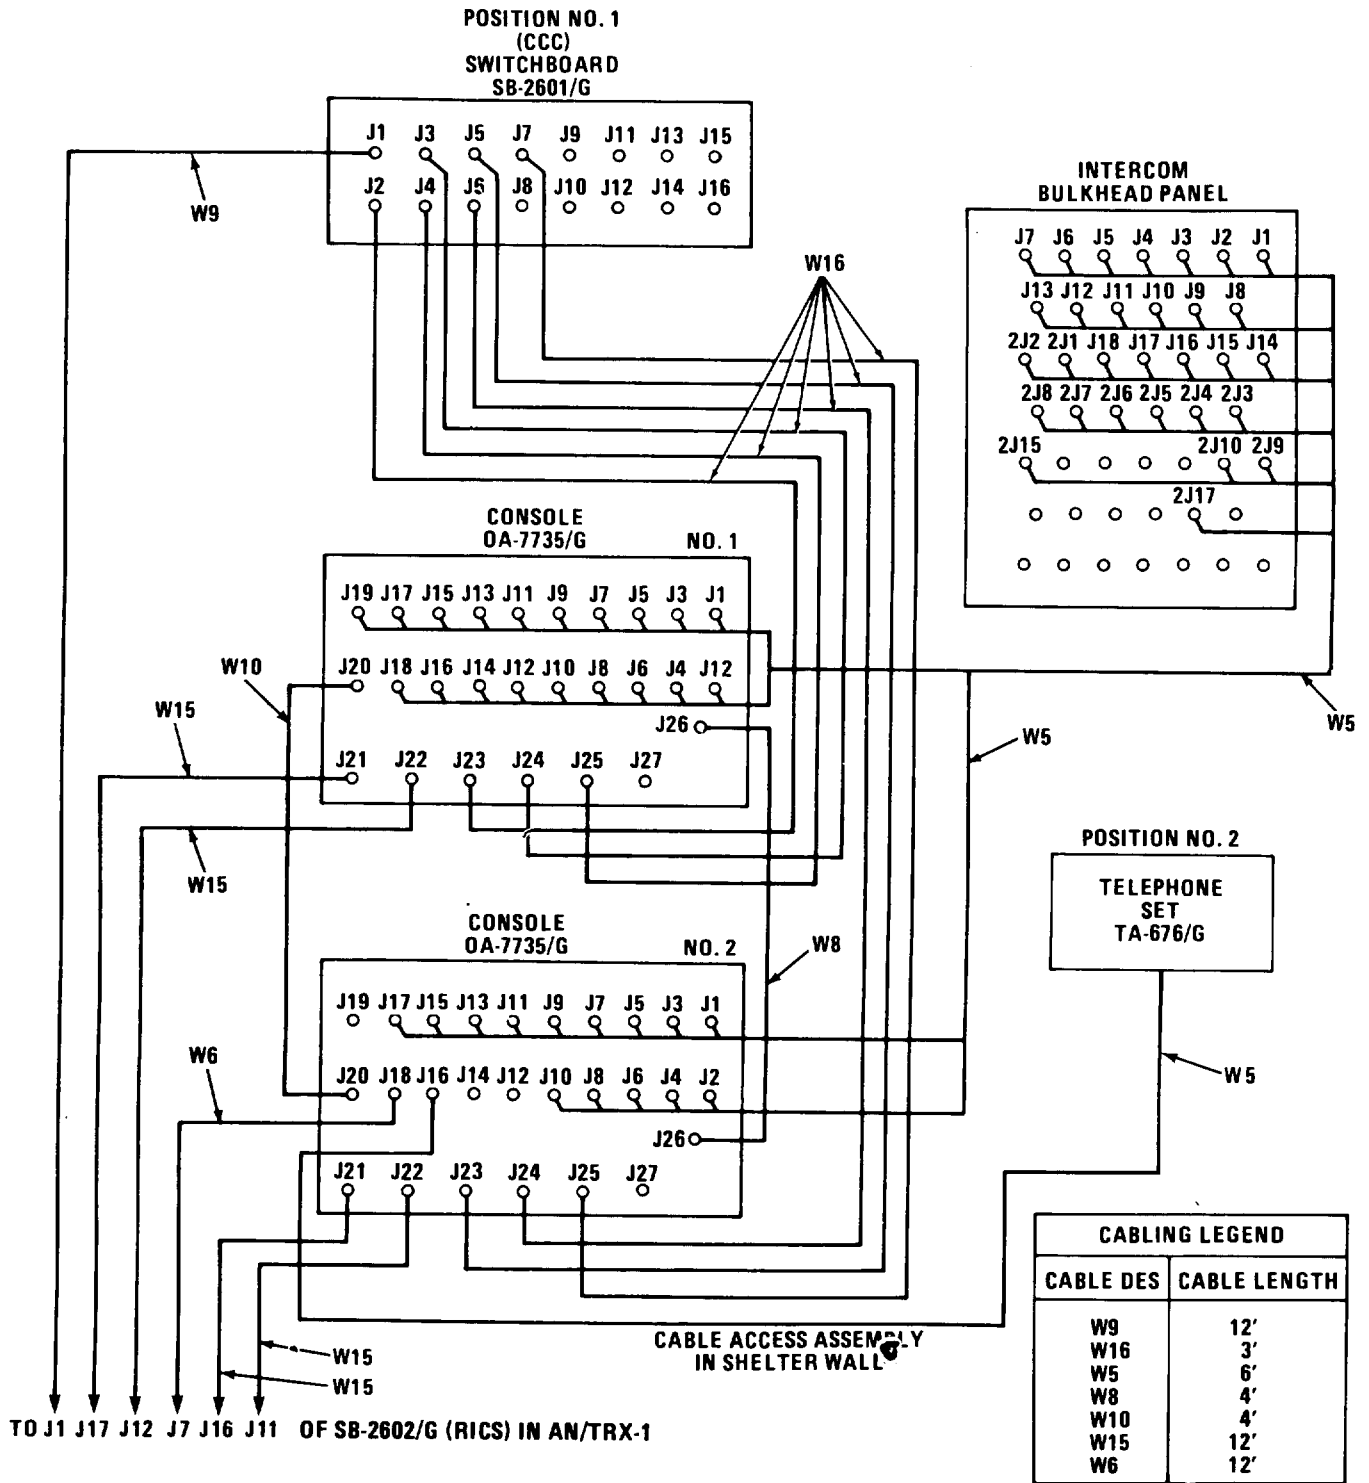 POSITION NO. 1
(CCC)
SWITCHBOARD
SB-2601/G
J1 J3 J5 J7 J9 J11 J13 J15
J2 J4 J6 J8 J10 J12 J14 J16
W9
W16
INTERCOM
BULKHEAD PANEL
J7 J6 J5 J4 J3 J2 J1
J13 J12 J11 J10 J9 J8
2J2 2J1 J18 J17 J16 J15 J14
2J8 2J7 2J6 2J5 2J4 2J3
2J15 2J10 2J9
2J17
CONSOLE
OA-7735/G NO. 1
J19 J17 J15 J13 J11 J9 J7 J5 J3 J1
J20 J18 J16 J14 J12 J10 J8 J6 J4 J12
J26
J21 J22 J23 J24 J25 J27
W10
W15
W15
W5
W5
POSITION NO. 2
TELEPHONE
SET
TA-676/G
W5
CONSOLE
OA-7735/G NO. 2
W8
J19 J17 J15 J13 J11 J9 J7 J5 J3 J1
J20 J18 J16 J14 J12 J10 J8 J6 J4 J2
J26
J21 J22 J23 J24 J25 J27
W6
W15
W15
CABLE ACCESS ASSEMBLY
IN SHELTER WALL
TO J1 J17 J12 J7 J16 J11 OF SB-2602/G (RICS) IN AN/TRX-1
CABLING LEGEND
CABLE DES CABLE LENGTH
W9 12'
W16 3'
W5 6'
W8 4'
W10 4'
W15 12'
W6 12'